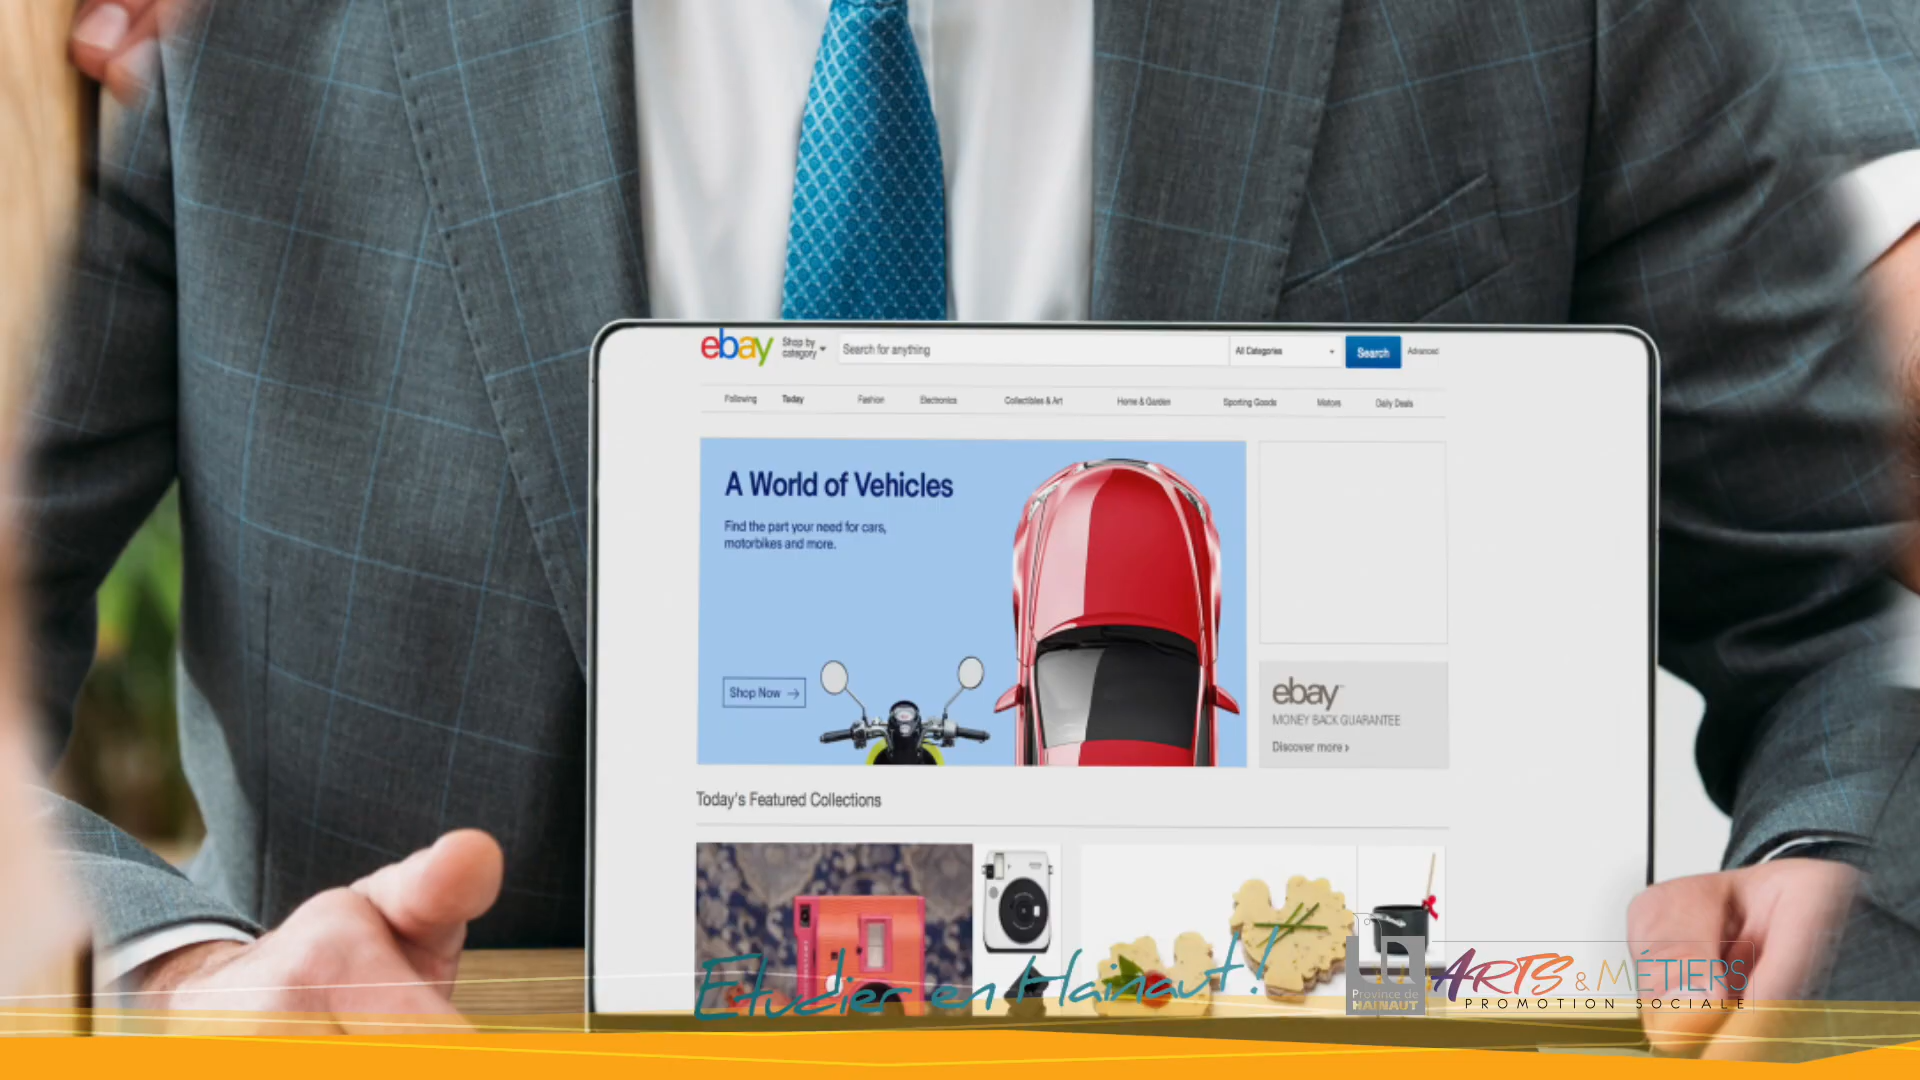 ebay
Shop by
category
Search for anything
All Categories
Search
Advanced
Following
Today
Fashion
Electronics
Collectibles & Art
Home & Garden
Sporting Goods
Motors
Daily Deals
A World of Vehicles
Find the part your need for cars,
motorbikes and more.
Shop Now
ebay
MONEY BACK GUARANTEE
Discover more
Today's Featured Collections
Etudier en Hainaut !
Province de
HAINAUT
ARTS & MÉTIERS
PROMOTION SOCIALE